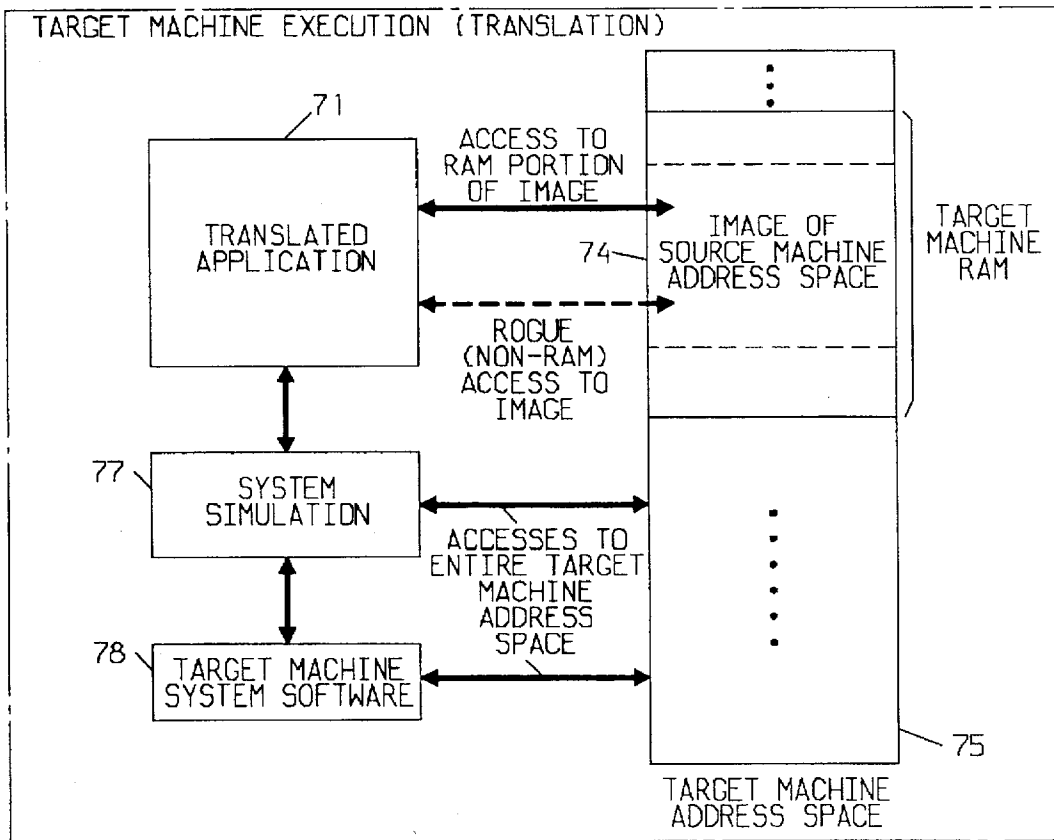 TARGET MACHINE EXECUTION (TRANSLATION)
71
TRANSLATED
APPLICATION
ACCESS TO
RAM PORTION
OF IMAGE
74
IMAGE OF
SOURCE MACHINE
ADDRESS SPACE
TARGET
MACHINE
RAM
ROGUE
(NON-RAM)
ACCESS TO
IMAGE
77
SYSTEM
SIMULATION
ACCESSES TO
ENTIRE TARGET
MACHINE
ADDRESS
SPACE
78
TARGET MACHINE
SYSTEM SOFTWARE
75
TARGET MACHINE
ADDRESS SPACE